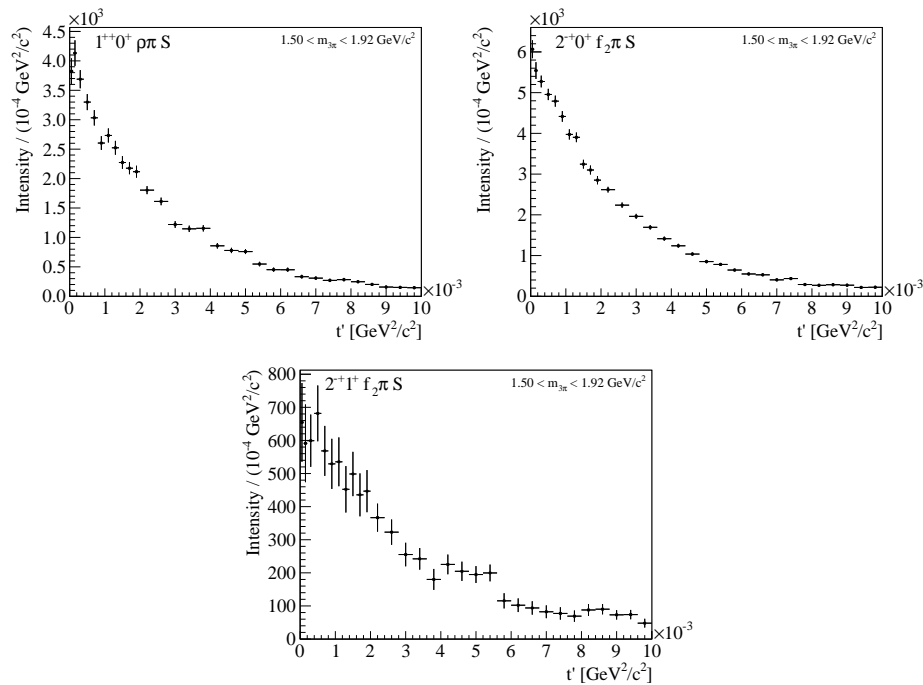 ×10³
1⁺⁺0⁺ ρπ S
1.50 < m₃π < 1.92 GeV/c²
Intensity / (10⁻⁴ GeV²/c²)
4.5
4.0
3.5
3.0
2.5
2.0
1.5
1.0
0.5
0.0
0 1 2 3 4 5 6 7 8 9 10
×10⁻³
t' [GeV²/c²]
×10³
2⁻⁺0⁺ f₂π S
1.50 < m₃π < 1.92 GeV/c²
Intensity / (10⁻⁴ GeV²/c²)
6
5
4
3
2
1
0
0 1 2 3 4 5 6 7 8 9 10
×10⁻³
t' [GeV²/c²]
2⁻⁺1⁺ f₂π S
1.50 < m₃π < 1.92 GeV/c²
Intensity / (10⁻⁴ GeV²/c²)
800
700
600
500
400
300
200
100
0
0 1 2 3 4 5 6 7 8 9 10
×10⁻³
t' [GeV²/c²]